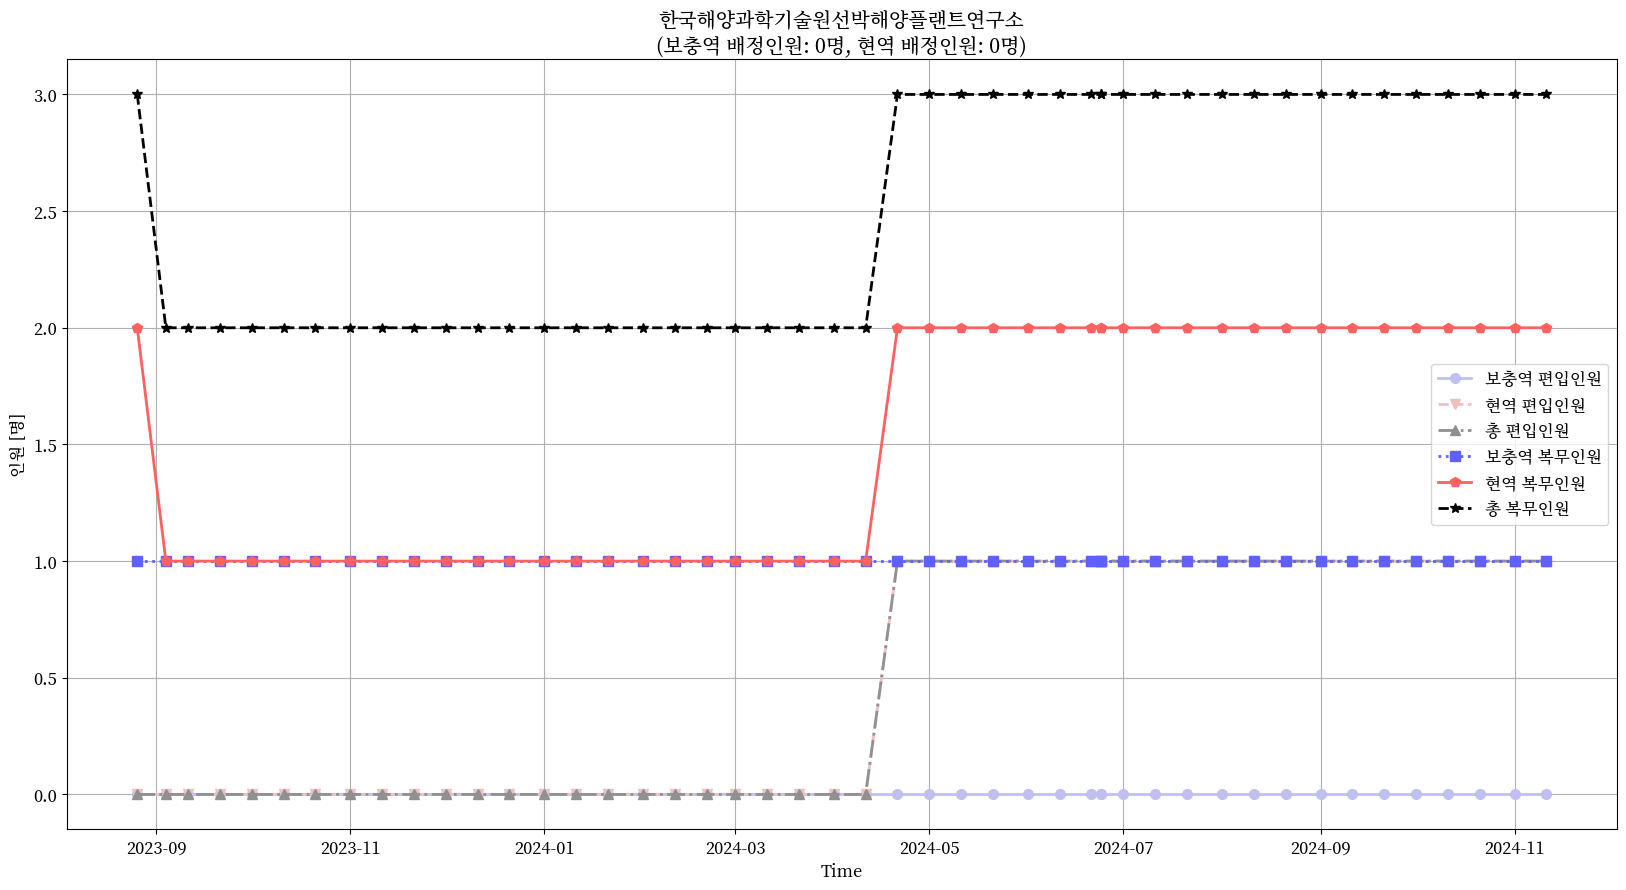 한국해양과학기술원선박해양플랜트연구소
(보충역 배정인원: 0명, 현역 배정인원: 0명)
인원 [명]
3.0
2.5
2.0
1.5
1.0
0.5
0.0
보충역 편입인원
현역 편입인원
총 편입인원
보충역 복무인원
현역 복무인원
총 복무인원
2023-09
2023-11
2024-01
2024-03
2024-05
2024-07
2024-09
2024-11
Time